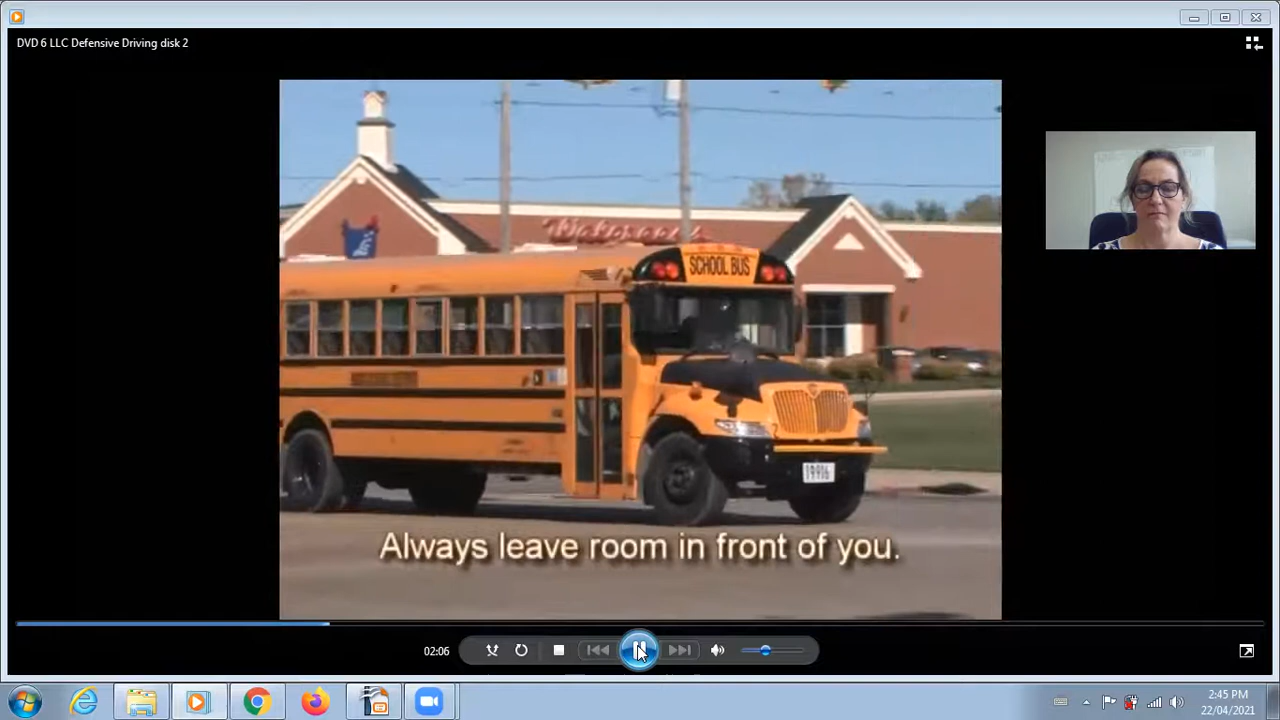 DVD 6 LLC Defensive Driving disk 2
SCHOOL BUS
19916
Always leave room in front of you.
02:06
2:45 PM
22/04/2021